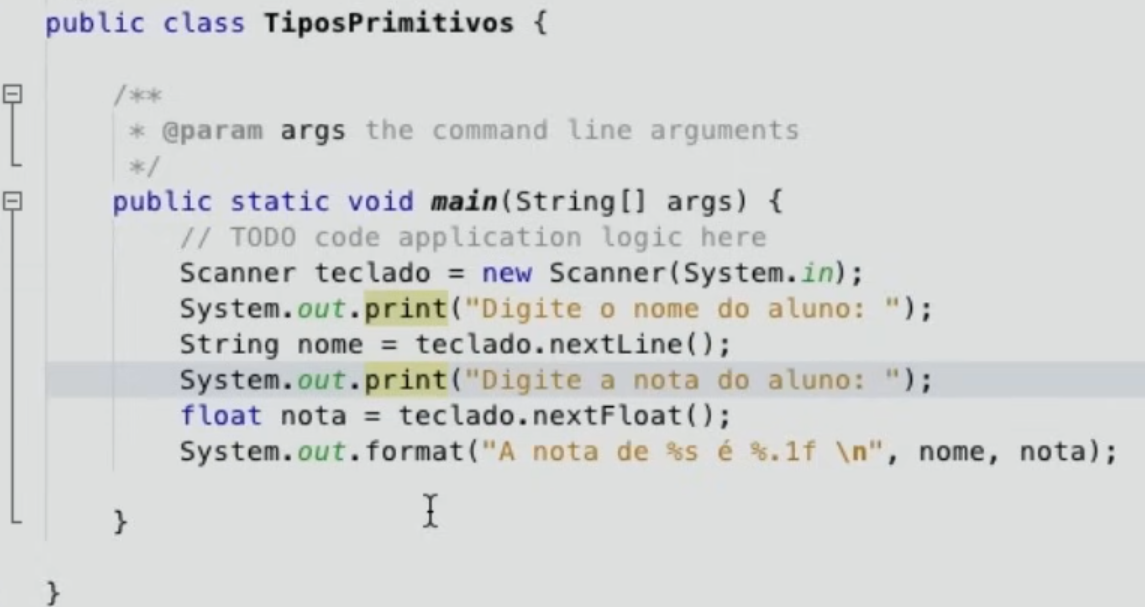 public class TiposPrimitivos {
/**
* @param args the command line arguments
*/
public static void main(String[] args) {
// TODO code application logic here
Scanner teclado = new Scanner(System.in);
System.out.print("Digite o nome do aluno: ");
String nome = teclado.nextLine();
System.out.print("Digite a nota do aluno: ");
float nota = teclado.nextFloat();
System.out.format("A nota de %s é %.1f \n", nome, nota);
}
}